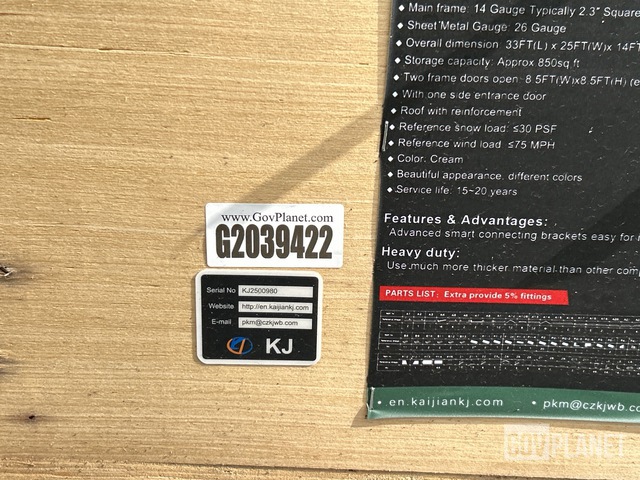 Main frame: 14 Gauge Typically 2.3" Square
Sheet Metal Gauge: 26 Gauge
Overall dimension: 33FT(L) x 25FT(W)x 14FT
Storage capacity: Approx 850sq.ft
Two frame doors open: 8.5FT(W)x8.5FT(H) (e
With one side entrance door
Roof with reinforcement
Reference snow load: ≤30 PSF
Reference wind load: ≤75 MPH
Color: Cream
Beautiful appearance, different colors
Service life: 15~20 years
Features & Advantages:
Advanced smart connecting brackets easy for
Heavy duty:
Use much more thicker material than other com
PARTS LIST: Extra provide 5% fittings
• en.kaijiankj.com • pkm@czkjwb.co
www.GovPlanet.com
G2039422
Serial No KJ2500980
Website http://en.kaijiankj.com
E-mail pkm@czkjwb.com
KJ
GOVPLANET